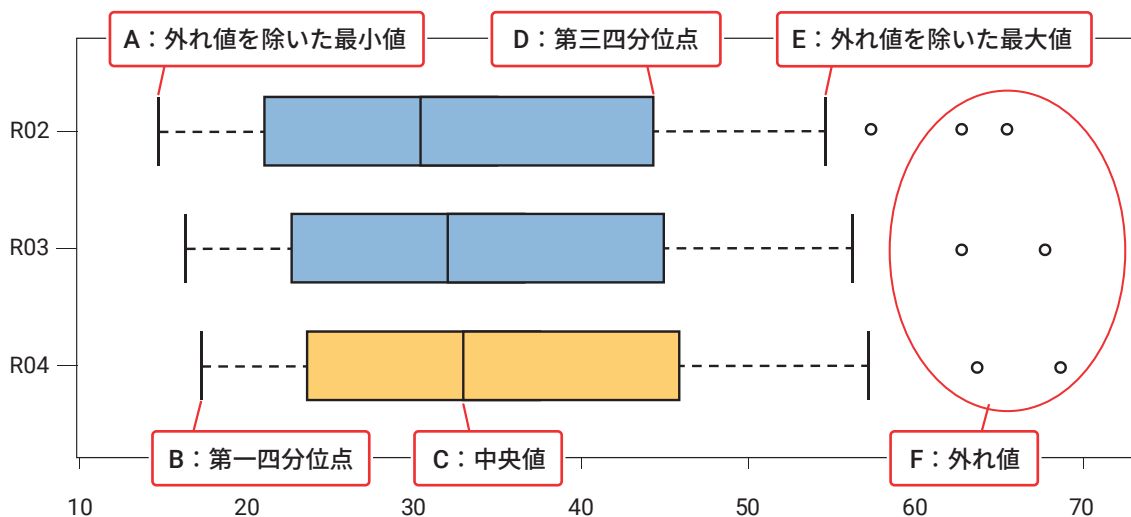 A：外れ値を除いた最小値
D：第三四分位点
E：外れ値を除いた最大値
R02
R03
R04
B：第一四分位点
C：中央値
F：外れ値
10 20 30 40 50 60 70